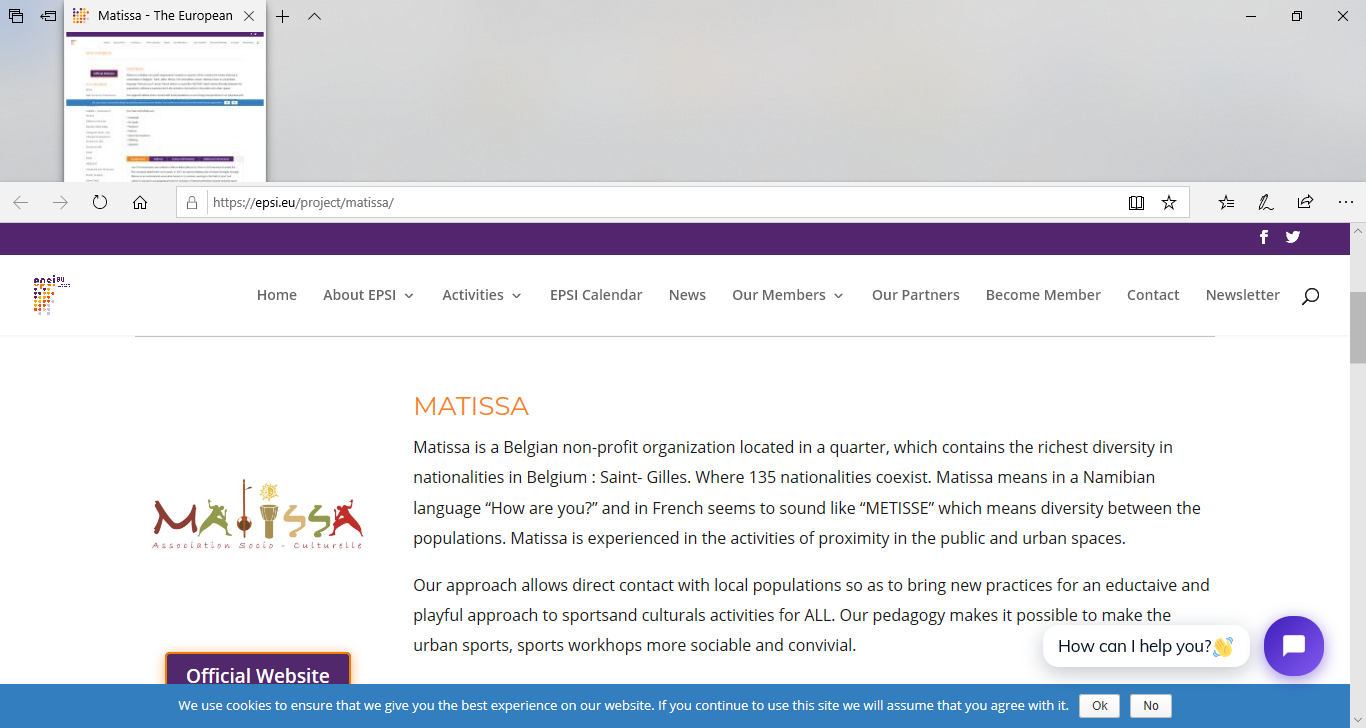 Matissa - The European
https://epsi.eu/project/matissa/
epsi EU
Home About EPSI Activities EPSI Calendar News Our Members Our Partners Become Member Contact Newsletter
MATISSA
Matissa is a Belgian non-profit organization located in a quarter, which contains the richest diversity in
nationalities in Belgium : Saint- Gilles. Where 135 nationalities coexist. Matissa means in a Namibian
language “How are you?” and in French seems to sound like “METISSE” which means diversity between the
populations. Matissa is experienced in the activities of proximity in the public and urban spaces.
MATISSA
Association Socio - Culturelle
Our approach allows direct contact with local populations so as to bring new practices for an eductaive and
playful approach to sportsand culturals activities for ALL. Our pedagogy makes it possible to make the
urban sports, sports workhops more sociable and convivial.
How can I help you?👋
Official Website
We use cookies to ensure that we give you the best experience on our website. If you continue to use this site we will assume that you agree with it. Ok No